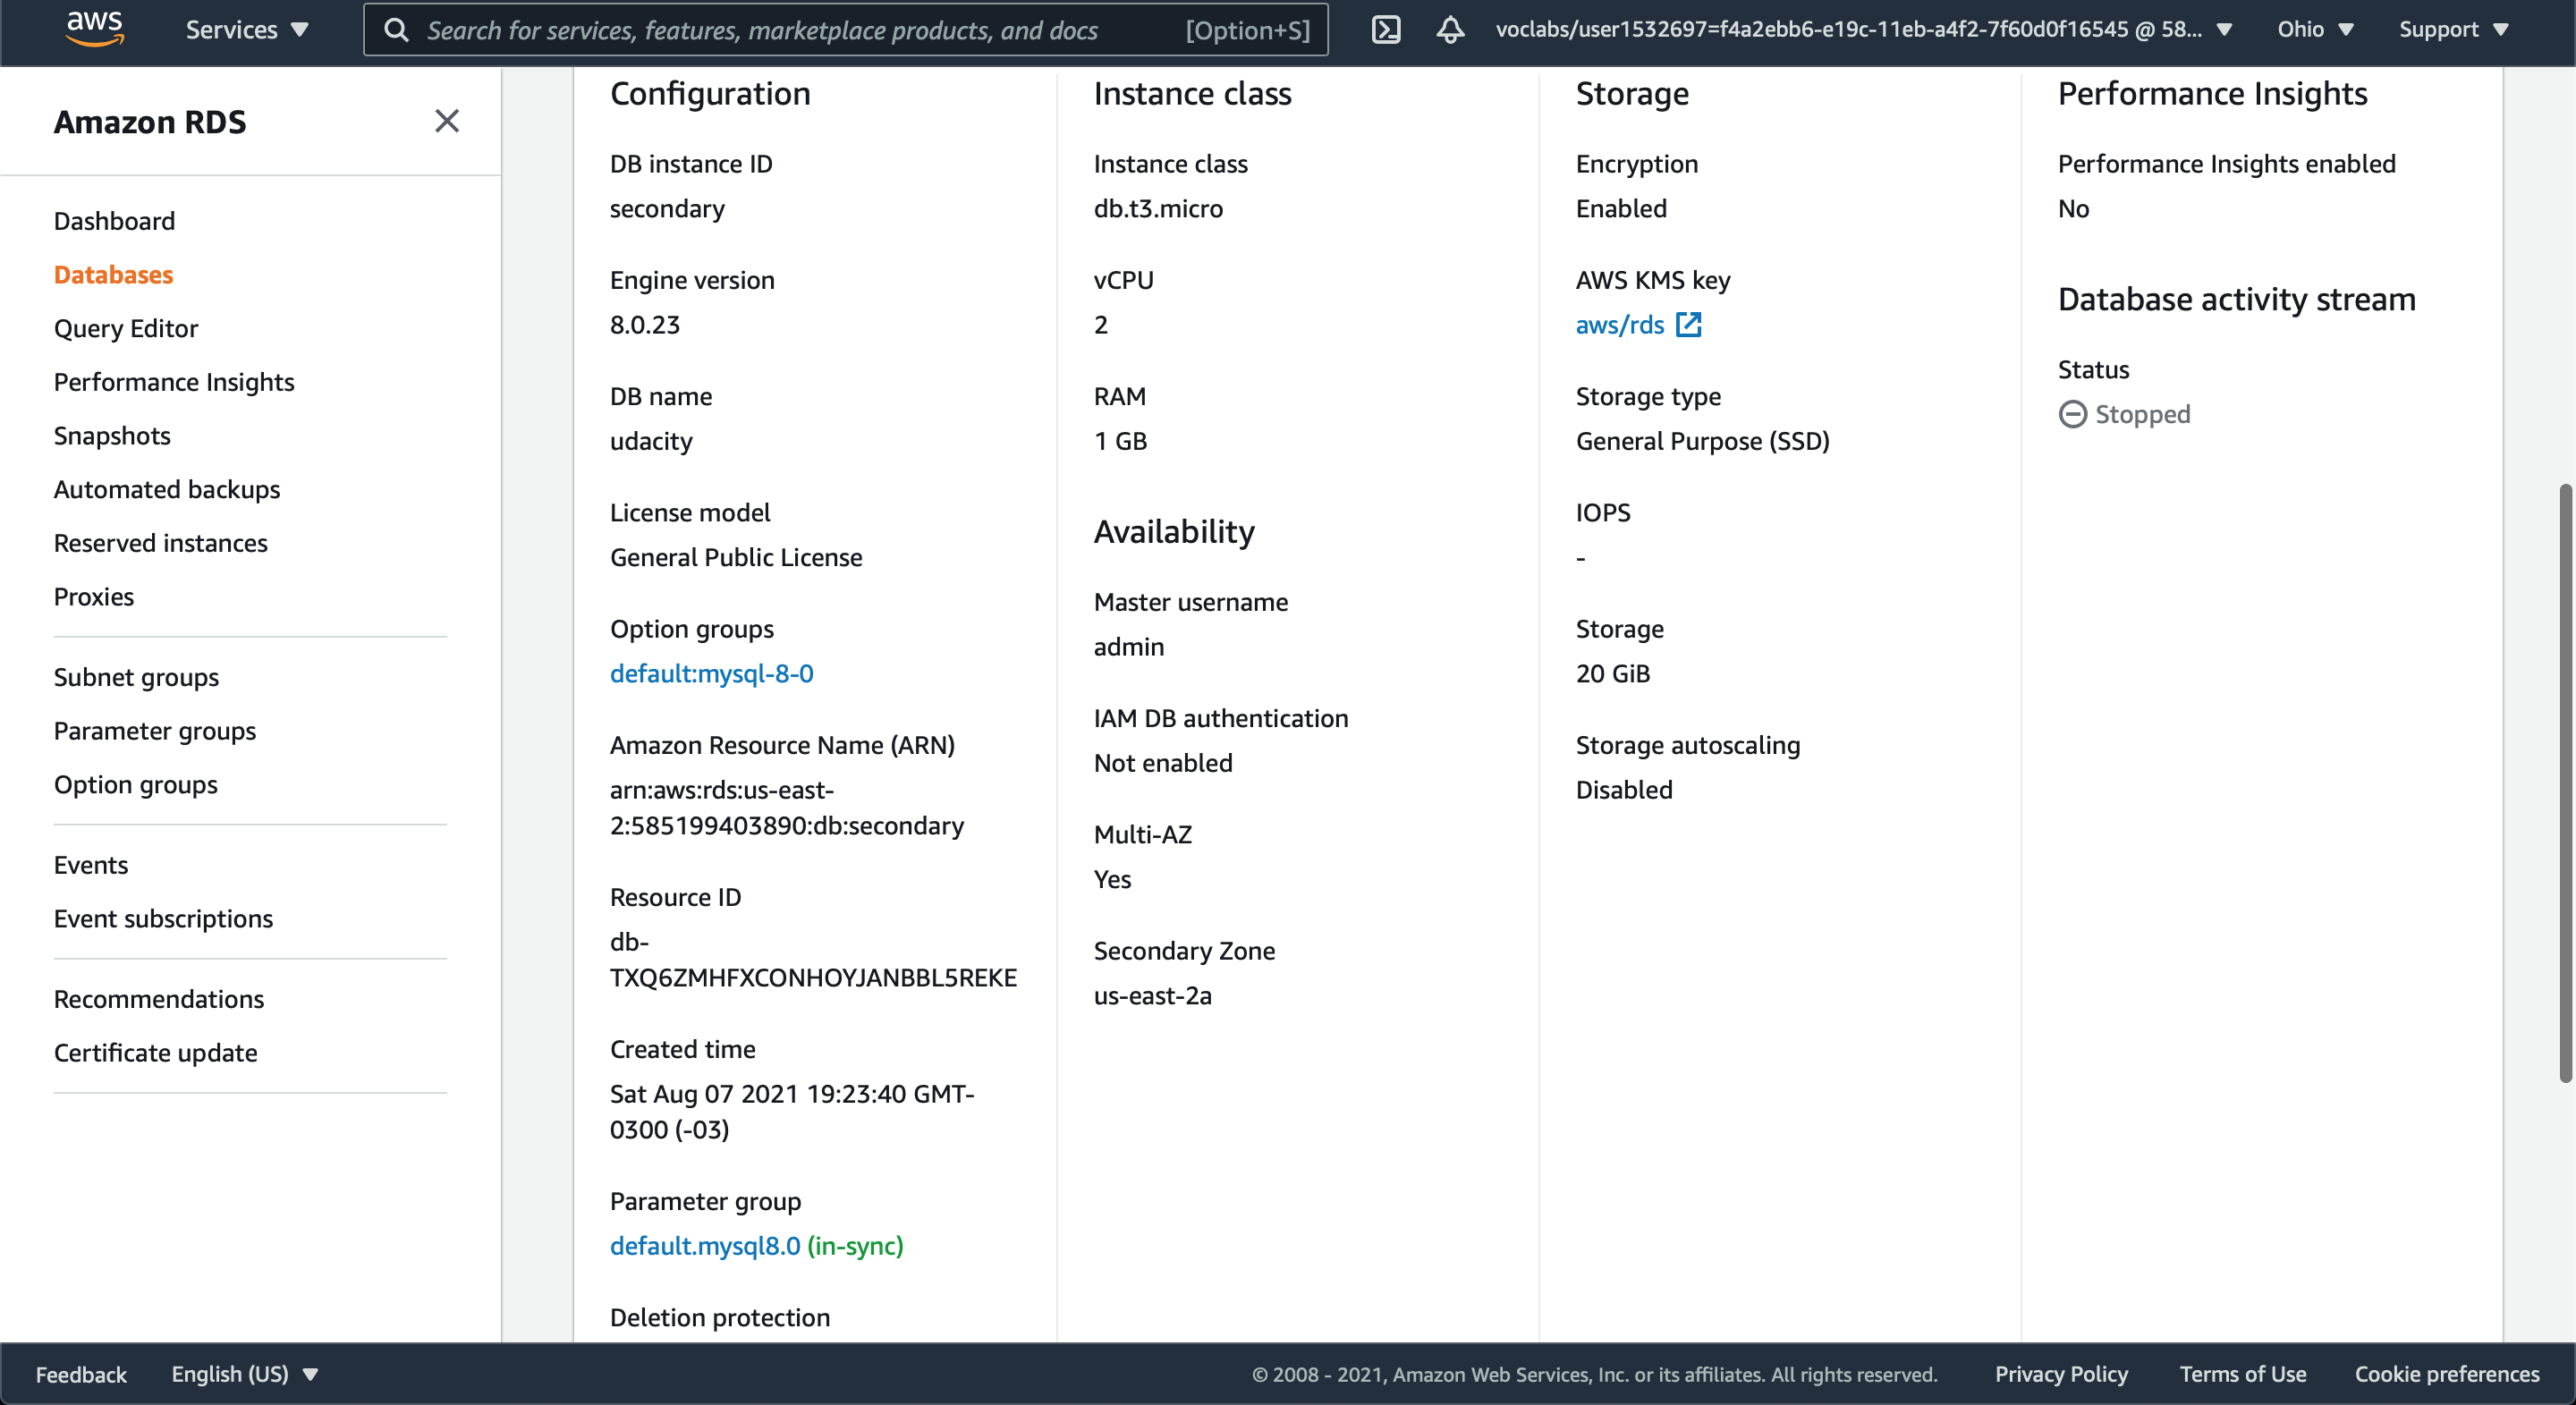 aws
Services
Search for services, features, marketplace products, and docs [Option+S]
voclabs/user1532697=f4a2ebb6-e19c-11eb-a4f2-7f60d0f16545 @ 58...
Ohio
Support
Amazon RDS
Dashboard
Databases
Query Editor
Performance Insights
Snapshots
Automated backups
Reserved instances
Proxies
Subnet groups
Parameter groups
Option groups
Events
Event subscriptions
Recommendations
Certificate update
Configuration
DB instance ID
secondary
Engine version
8.0.23
DB name
udacity
License model
General Public License
Option groups
default:mysql-8-0
Amazon Resource Name (ARN)
arn:aws:rds:us-east-
2:585199403890:db:secondary
Resource ID
db-
TXQ6ZMHFXCONHOYJANBBL5REKE
Created time
Sat Aug 07 2021 19:23:40 GMT-
0300 (-03)
Parameter group
default.mysql8.0 (in-sync)
Deletion protection
Instance class
Instance class
db.t3.micro
vCPU
2
RAM
1 GB
Availability
Master username
admin
IAM DB authentication
Not enabled
Multi-AZ
Yes
Secondary Zone
us-east-2a
Storage
Encryption
Enabled
AWS KMS key
aws/rds
Storage type
General Purpose (SSD)
IOPS
-
Storage
20 GiB
Storage autoscaling
Disabled
Performance Insights
Performance Insights enabled
No
Database activity stream
Status
Stopped
Feedback
English (US)
© 2008 - 2021, Amazon Web Services, Inc. or its affiliates. All rights reserved.
Privacy Policy
Terms of Use
Cookie preferences